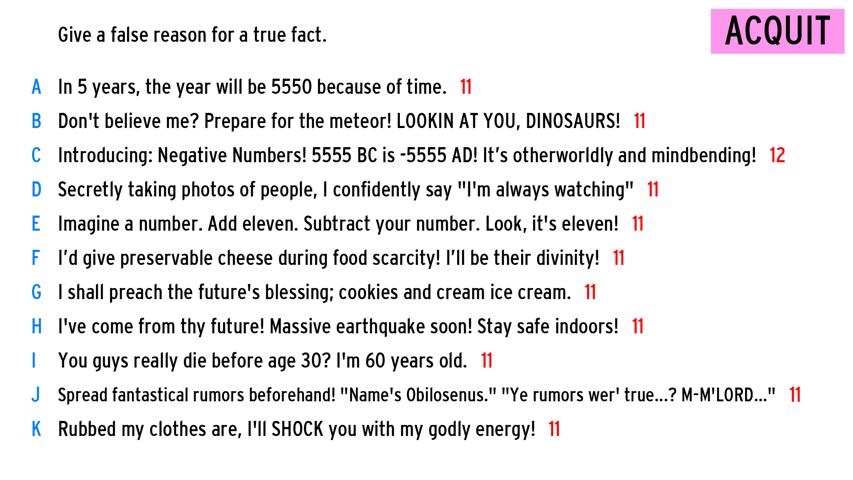 Give a false reason for a true fact.
ACQUIT
A In 5 years, the year will be 5550 because of time. 11
B Don't believe me? Prepare for the meteor! LOOKIN AT YOU, DINOSAURS! 11
C Introducing: Negative Numbers! 5555 BC is -5555 AD! It’s otherworldly and mindbending! 12
D Secretly taking photos of people, I confidently say "I'm always watching" 11
E Imagine a number. Add eleven. Subtract your number. Look, it's eleven! 11
F I’d give preservable cheese during food scarcity! I’ll be their divinity! 11
G I shall preach the future's blessing; cookies and cream ice cream. 11
H I've come from thy future! Massive earthquake soon! Stay safe indoors! 11
I You guys really die before age 30? I'm 60 years old. 11
J Spread fantastical rumors beforehand! "Name's Obilosenus." "Ye rumors wer' true...? M-M'LORD..." 11
K Rubbed my clothes are, I'll SHOCK you with my godly energy! 11